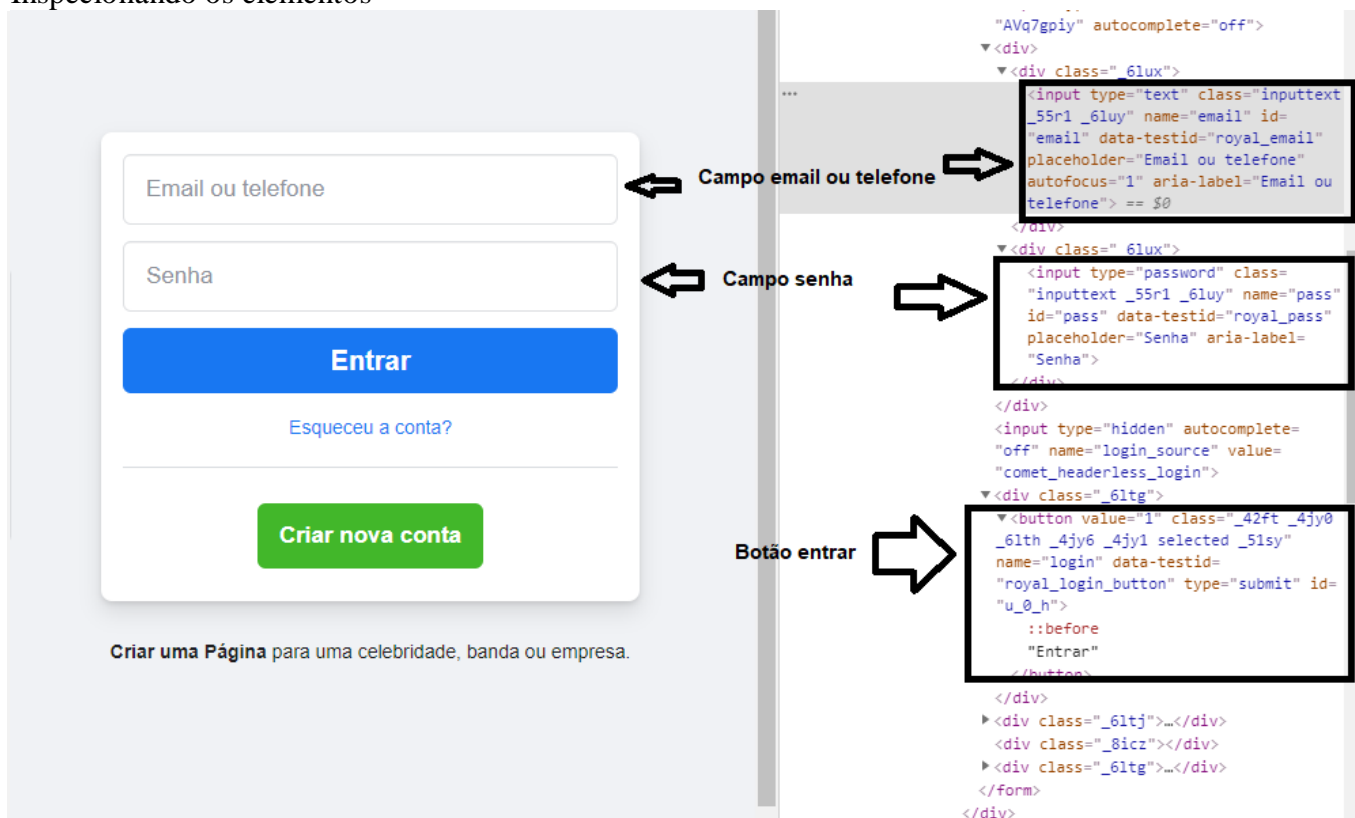 Inspecionando os elementos
Email ou telefone
Senha
Entrar
Esqueceu a conta?
Criar nova conta
Criar uma Página para uma celebridade, banda ou empresa.
Campo email ou telefone
Campo senha
Botão entrar
"AVq7gpiy" autocomplete="off">
▼<div>
▼<div class="_6lux">
...
<input type="text" class="inputtext
_55r1 _6luy" name="email" id=
"email" data-testid="royal_email"
placeholder="Email ou telefone"
autofocus="1" aria-label="Email ou
telefone"> == $0
</div>
▼<div class="_6lux">
<input type="password" class=
"inputtext _55r1 _6luy" name="pass"
id="pass" data-testid="royal_pass"
placeholder="Senha" aria-label=
"Senha">
</div>
</div>
<input type="hidden" autocomplete=
"off" name="login_source" value=
"comet_headerless_login">
▼<div class="_6ltg">
▼<button value="1" class="_42ft _4jy0
_6lth _4jy6 _4jy1 selected _51sy"
name="login" data-testid=
"royal_login_button" type="submit" id=
"u_0_h">
::before
"Entrar"
</button>
</div>
▶<div class="_6ltj">…</div>
<div class="_8icz"></div>
▶<div class="_6ltg">…</div>
</form>
</div>